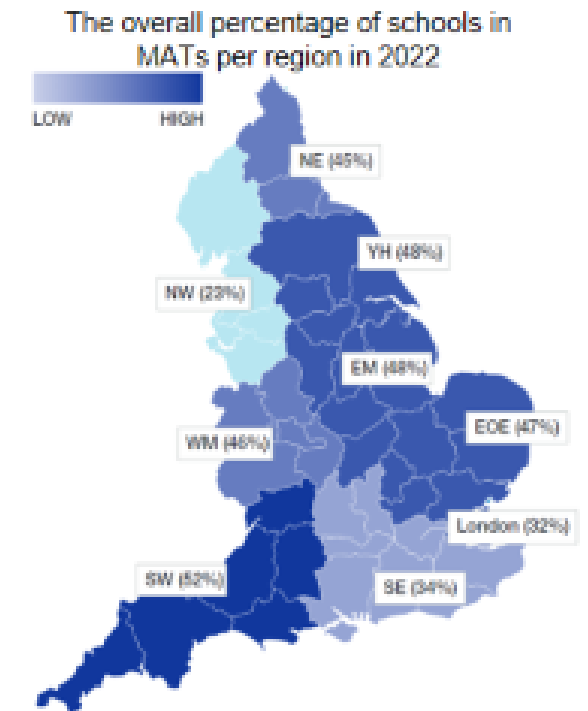 The overall percentage of schools in
MATs per region in 2022
LOW HIGH
NE (45%)
YH (48%)
NW (23%)
EM (48%)
EOE (47%)
WM (46%)
London (32%)
SW (52%)
SE (34%)